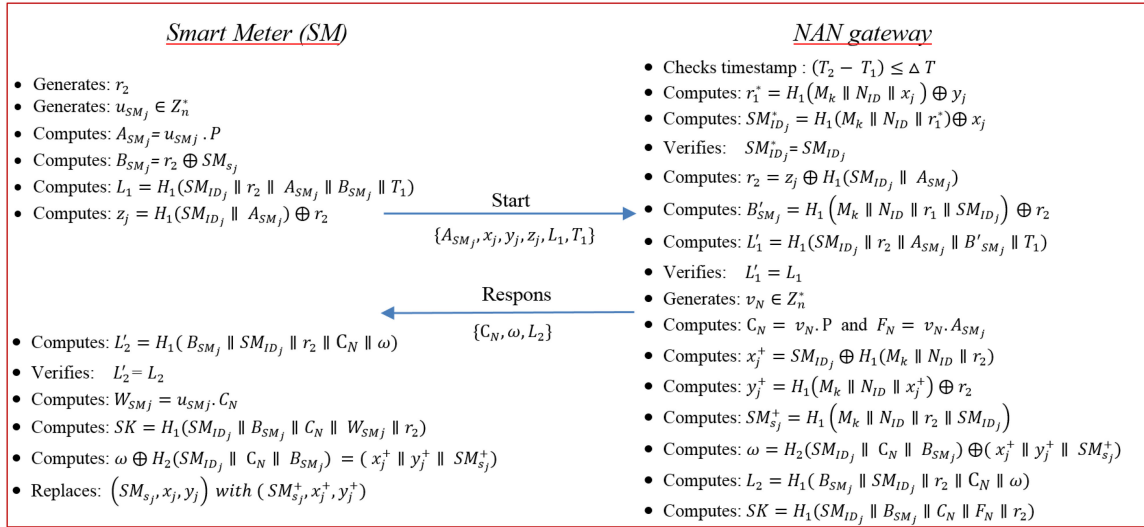 Smart Meter (SM)
• Generates: r₂
• Generates: u_{SM_j} ∈ Z_n^*
• Computes: A_{SM_j}= u_{SMj} . P
• Computes: B_{SM_j}= r₂ ⊕ SM_{s_j}
• Computes: L₁ = H₁(SM_{ID_j} ∥ r₂ ∥ A_{SM_j} ∥ B_{SM_j} ∥ T₁)
• Computes: z_j = H₁(SM_{ID_j} ∥ A_{SM_j}) ⊕ r₂
Start
{A_{SM_j}, x_j, y_j, z_j, L₁, T₁}
Respons
{C_N, ω, L₂}
• Computes: L′₂ = H₁( B_{SM_j} ∥ SM_{ID_j} ∥ r₂ ∥ C_N ∥ ω)
• Verifies: L′₂ = L₂
• Computes: W_{SMj} = u_{SMj}. C_N
• Computes: SK = H₁(SM_{ID_j} ∥ B_{SM_j} ∥ C_N ∥ W_{SMj} ∥ r₂)
• Computes: ω ⊕ H₂(SM_{ID_j} ∥ C_N ∥ B_{SM_j}) = ( x_j^+ ∥ y_j^+ ∥ SM_{s_j}^+)
• Replaces: (SM_{s_j}, x_j, y_j) with ( SM_{s_j}^+, x_j^+, y_j^+)
NAN gateway
• Checks timestamp : (T₂ − T₁) ≤ △ T
• Computes: r₁^* = H₁(M_k ∥ N_{ID} ∥ x_j) ⊕ y_j
• Computes: SM_{ID_j}^* = H₁(M_k ∥ N_{ID} ∥ r₁^*)⊕ x_j
• Verifies: SM_{ID_j}^*= SM_{ID_j}
• Computes: r₂ = z_j ⊕ H₁(SM_{ID_j} ∥ A_{SM_j})
• Computes: B′_{SM_j} = H₁ (M_k ∥ N_{ID} ∥ r₁ ∥ SM_{ID_j}) ⊕ r₂
• Computes: L′₁ = H₁(SM_{ID_j} ∥ r₂ ∥ A_{SM_j} ∥ B′_{SM_j} ∥ T₁)
• Verifies: L′₁ = L₁
• Generates: v_N ∈ Z_n^*
• Computes: C_N = v_N. P and F_N = v_N. A_{SM_j}
• Computes: x_j^+ = SM_{ID_j} ⊕ H₁(M_k ∥ N_{ID} ∥ r₂)
• Computes: y_j^+ = H₁(M_k ∥ N_{ID} ∥ x_j^+) ⊕ r₂
• Computes: SM_{s_j}^+ = H₁ (M_k ∥ N_{ID} ∥ r₂ ∥ SM_{ID_j})
• Computes: ω = H₂(SM_{ID_j} ∥ C_N ∥ B_{SM_j}) ⊕( x_j^+ ∥ y_j^+ ∥ SM_{s_j}^+)
• Computes: L₂ = H₁( B_{SM_j} ∥ SM_{ID_j} ∥ r₂ ∥ C_N ∥ ω)
• Computes: SK = H₁(SM_{ID_j} ∥ B_{SM_j} ∥ C_N ∥ F_N ∥ r₂)